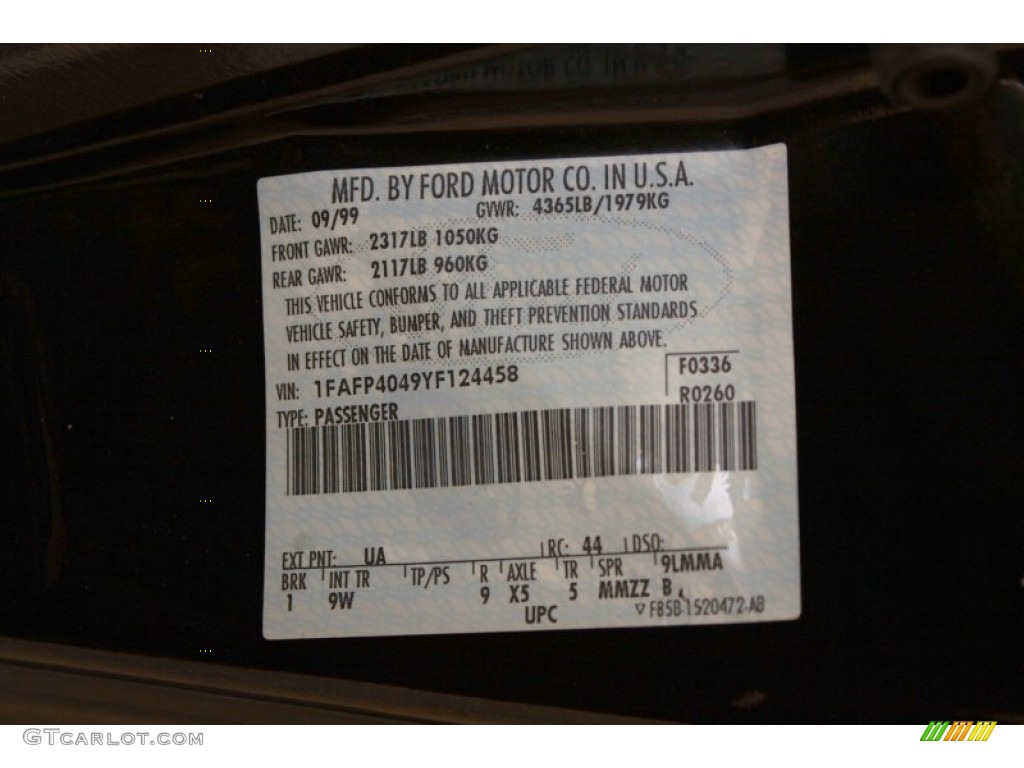 MFD. BY FORD MOTOR CO. IN U.S.A.
DATE: 09/99 GVWR: 4365LB/1979KG
FRONT GAWR: 2317LB 1050KG
REAR GAWR: 2117LB 960KG
THIS VEHICLE CONFORMS TO ALL APPLICABLE FEDERAL MOTOR
VEHICLE SAFETY, BUMPER, AND THEFT PREVENTION STANDARDS
IN EFFECT ON THE DATE OF MANUFACTURE SHOWN ABOVE.
VIN: 1FAFP4049YF124458 F0336
TYPE: PASSENGER R0260
EXT PNT: UA RC: 44 DSO:
BRK INT TR TP/PS R AXLE TR SPR 9LMMA
1 9W 9 X5 5 MMZZ B
UPC ▽ F85B-1520472-AB
GTCARLOT.COM